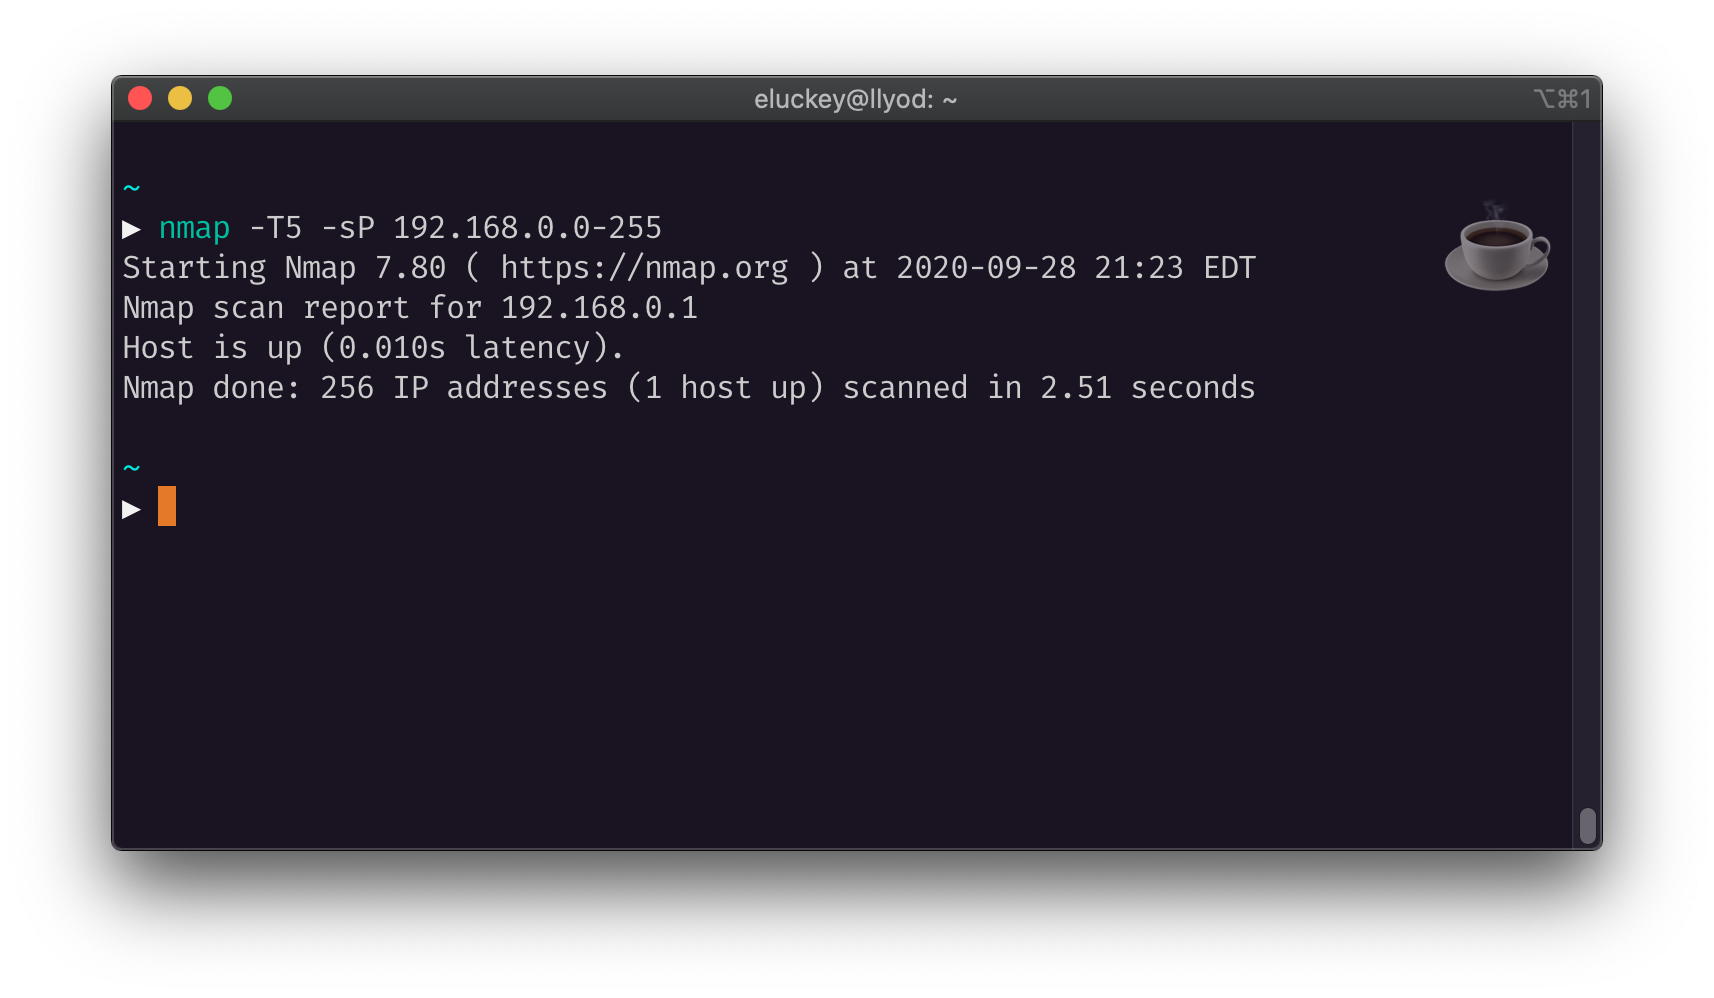 eluckey@llyod: ~
⌥⌘1
~
▶ nmap -T5 -sP 192.168.0.0-255
Starting Nmap 7.80 ( https://nmap.org ) at 2020-09-28 21:23 EDT
Nmap scan report for 192.168.0.1
Host is up (0.010s latency).
Nmap done: 256 IP addresses (1 host up) scanned in 2.51 seconds
~
▶